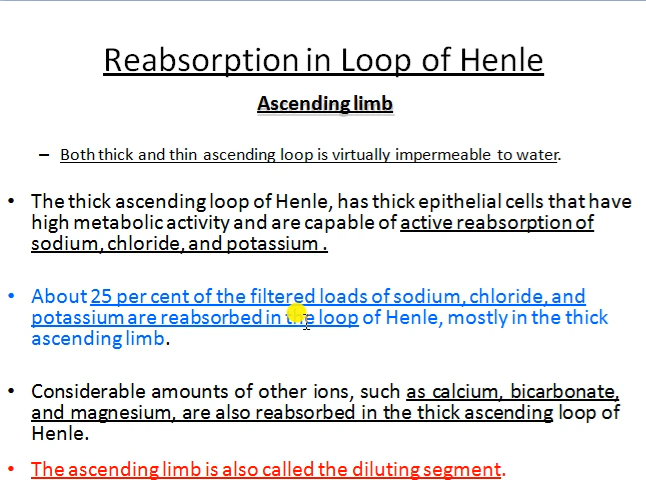 Reabsorption in Loop of Henle
Ascending limb
– Both thick and thin ascending loop is virtually impermeable to water.
• The thick ascending loop of Henle, has thick epithelial cells that have
high metabolic activity and are capable of active reabsorption of
sodium, chloride, and potassium .
• About 25 per cent of the filtered loads of sodium, chloride, and
potassium are reabsorbed in the loop of Henle, mostly in the thick
ascending limb.
• Considerable amounts of other ions, such as calcium, bicarbonate,
and magnesium, are also reabsorbed in the thick ascending loop of
Henle.
• The ascending limb is also called the diluting segment.